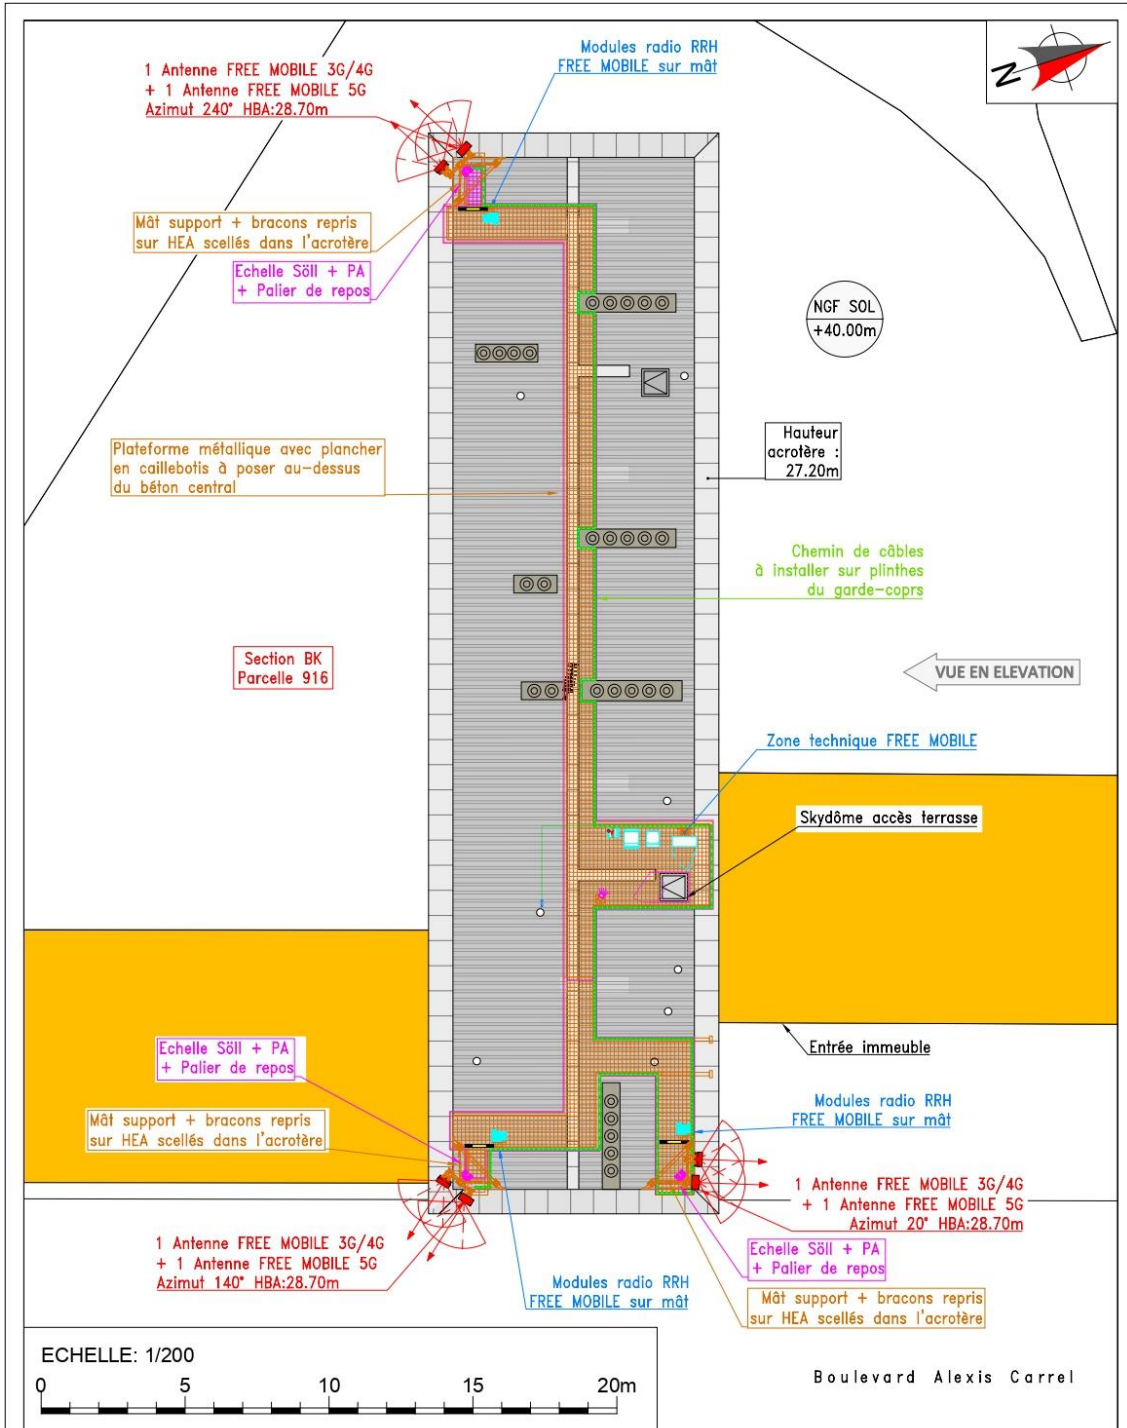 Modules radio RRH
FREE MOBILE sur mât
1 Antenne FREE MOBILE 3G/4G
+ 1 Antenne FREE MOBILE 5G
Azimut 240° HBA:28.70m
N
Mât support + bracons repris
sur HEA scellés dans l'acrotère
Echelle Söll + PA
+ Palier de repos
NGF SOL
+40.00m
Plateforme métallique avec plancher
en caillebotis à poser au-dessus
du béton central
Hauteur
acrotère :
27.20m
Chemin de câbles
à installer sur plinthes
du garde-coprs
Section BK
Parcelle 916
VUE EN ELEVATION
Zone technique FREE MOBILE
Skydôme accès terrasse
Entrée immeuble
Echelle Söll + PA
+ Palier de repos
Mât support + bracons repris
sur HEA scellés dans l'acrotère
Modules radio RRH
FREE MOBILE sur mât
1 Antenne FREE MOBILE 3G/4G
+ 1 Antenne FREE MOBILE 5G
Azimut 20° HBA:28.70m
1 Antenne FREE MOBILE 3G/4G
+ 1 Antenne FREE MOBILE 5G
Azimut 140° HBA:28.70m
Echelle Söll + PA
+ Palier de repos
Modules radio RRH
FREE MOBILE sur mât
Mât support + bracons repris
sur HEA scellés dans l'acrotère
ECHELLE: 1/200
0 5 10 15 20m
Boulevard Alexis Carrel